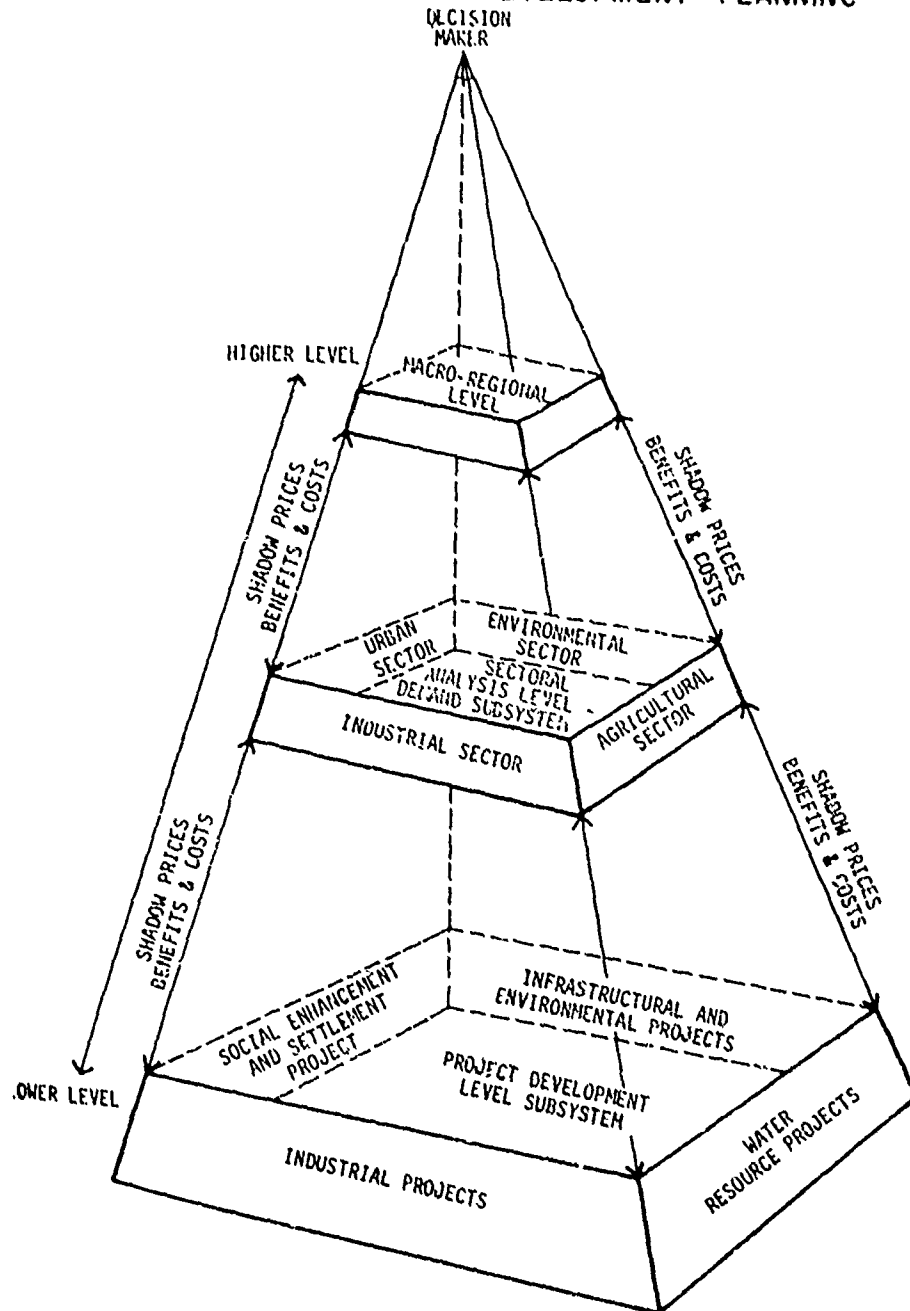 PLANNING
DECISION
MAKER
HIGHER LEVEL
MACRO-REGIONAL
LEVEL
SHADOW PRICES
BENEFITS & COSTS
SHADOW PRICES
BENEFITS & COSTS
URBAN
SECTOR
ENVIRONMENTAL
SECTOR
SECTORAL
ANALYSIS LEVEL
DEMAND SUBSYSTEM
INDUSTRIAL SECTOR
AGRICULTURAL
SECTOR
SHADOW PRICES
BENEFITS & COSTS
SHADOW PRICES
BENEFITS & COSTS
SOCIAL ENHANCEMENT
AND SETTLEMENT
PROJECT
INFRASTRUCTURAL AND
ENVIRONMENTAL PROJECTS
PROJECT DEVELOPMENT
LEVEL SUBSYSTEM
OWER LEVEL
INDUSTRIAL PROJECTS
WATER
RESOURCE PROJECTS